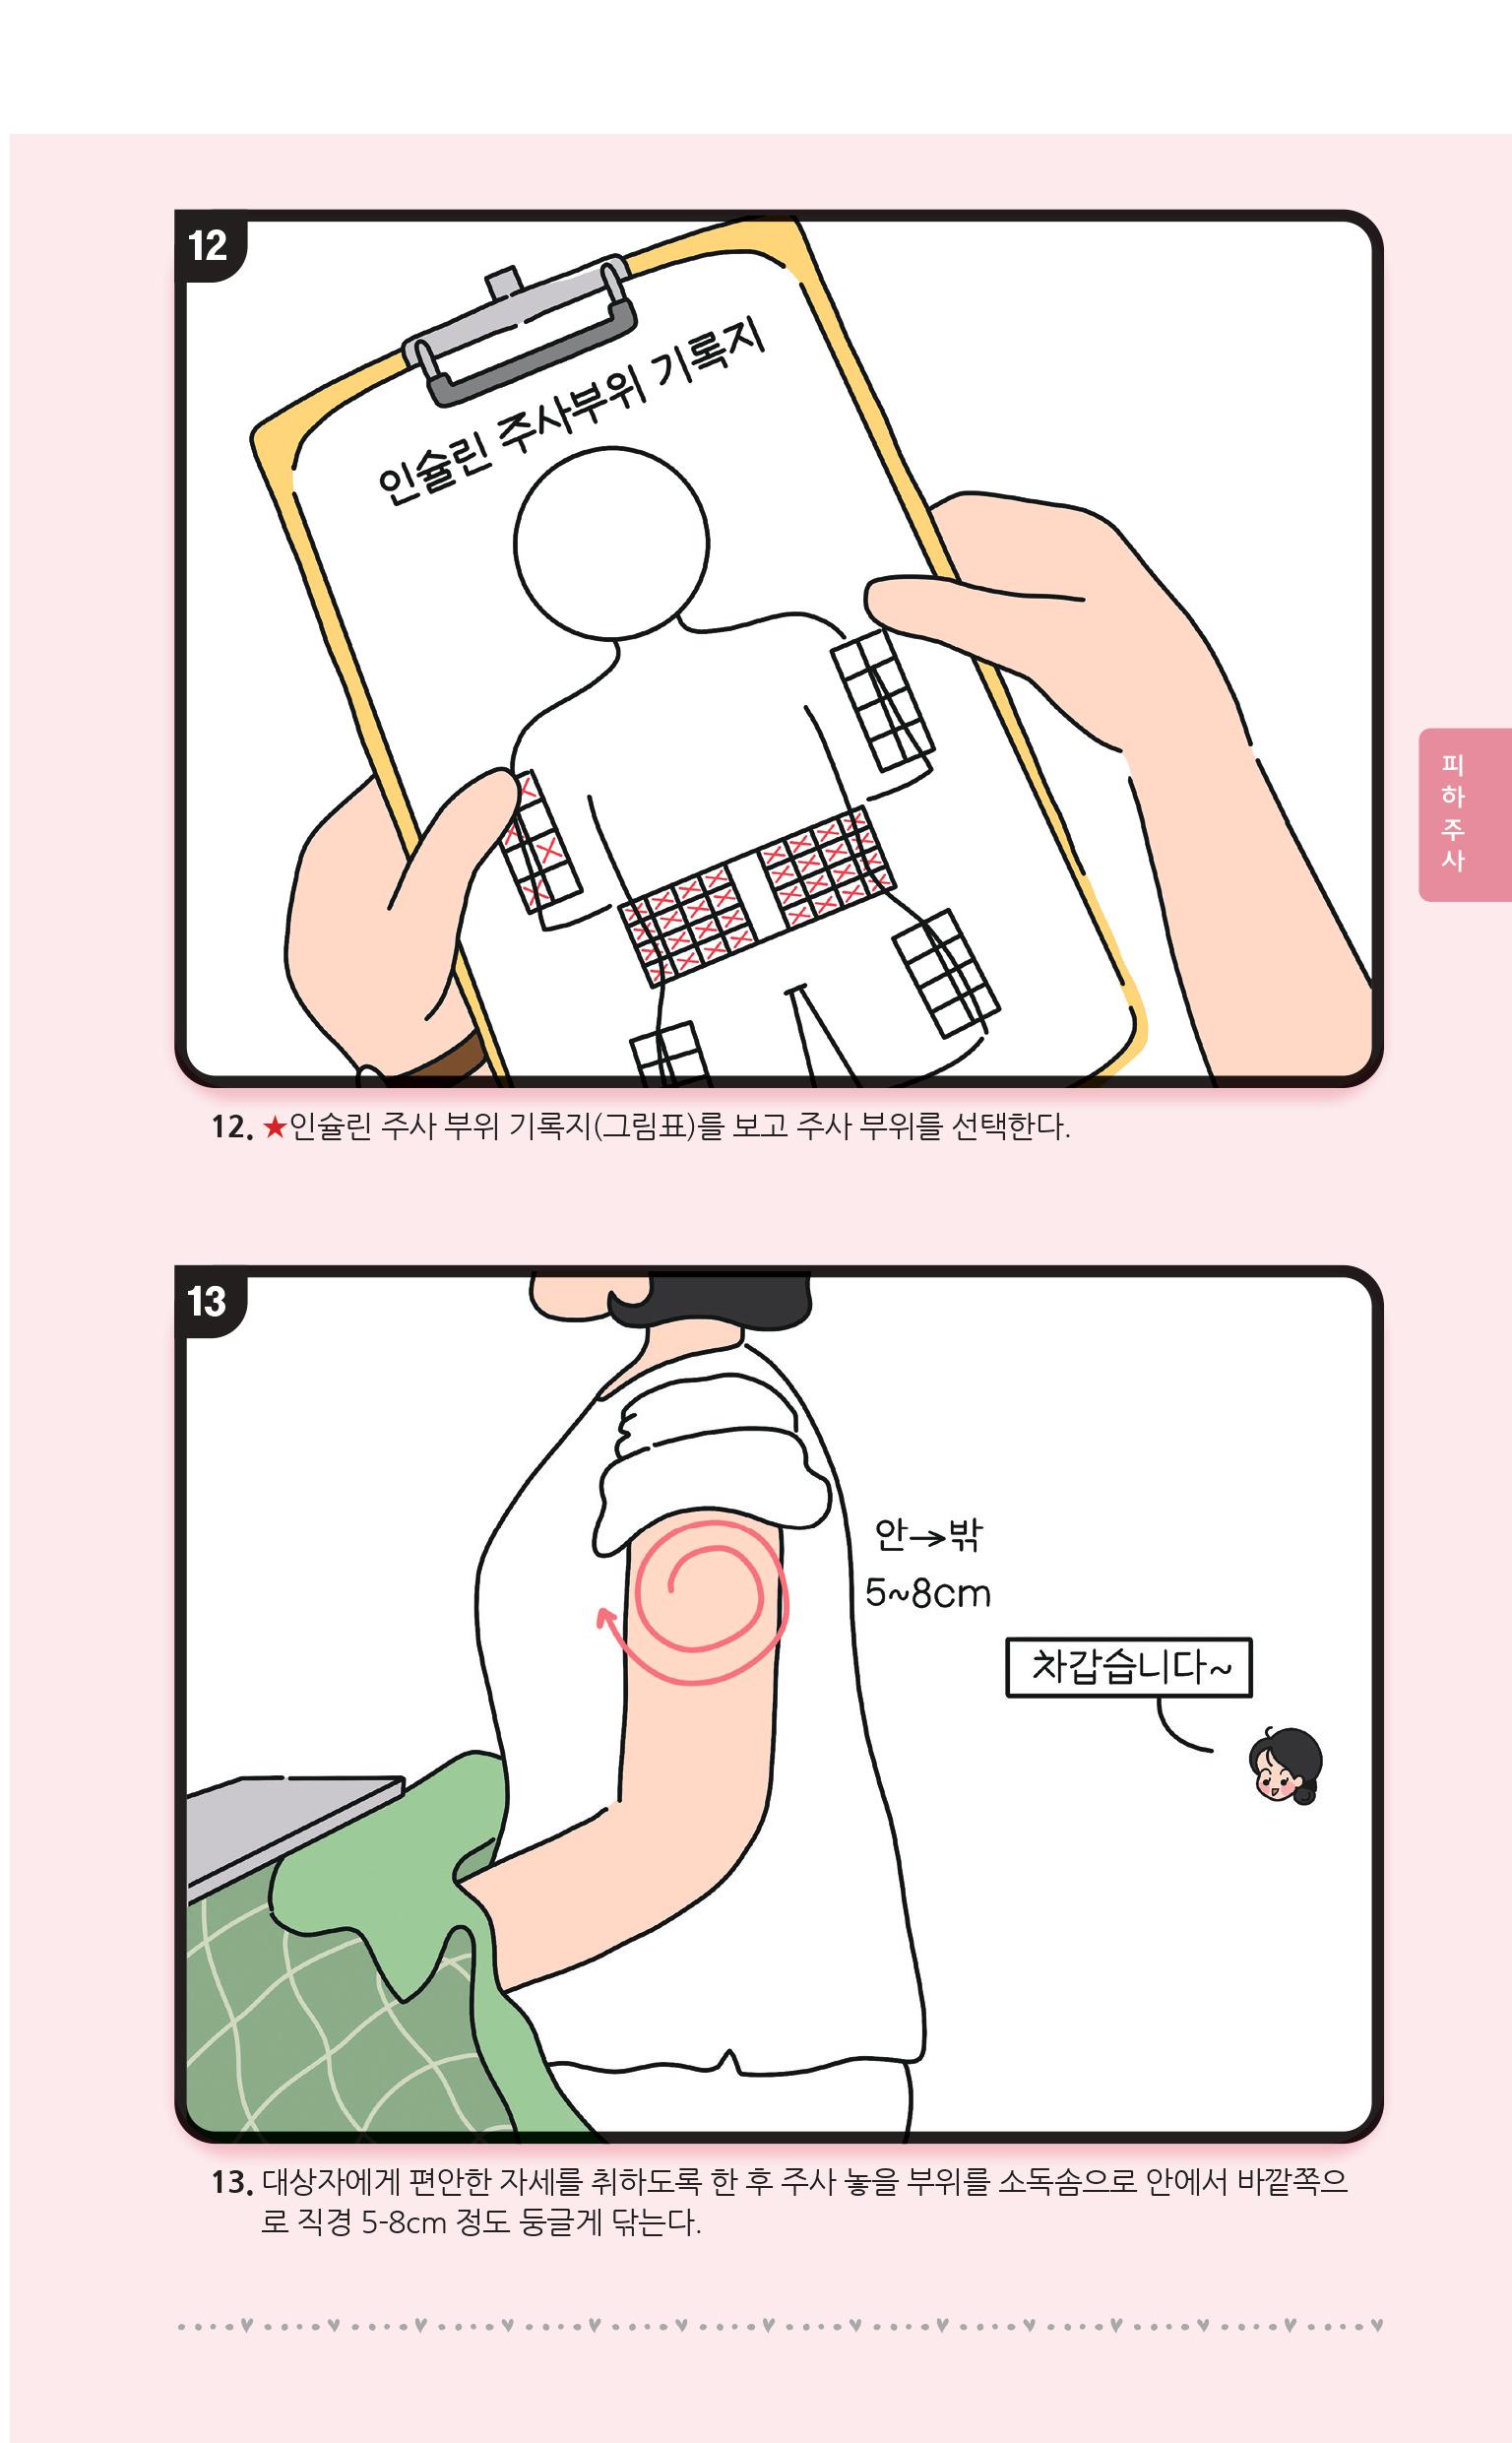 12
인슐린 주사부위 기록지
피하주사
12. ★인슐린 주사 부위 기록지(그림표)를 보고 주사 부위를 선택한다.
13
안→밖
5~8cm
차갑습니다~
13. 대상자에게 편안한 자세를 취하도록 한 후 주사 놓을 부위를 소독솜으로 안에서 바깥쪽으
로 직경 5-8cm 정도 둥글게 닦는다.